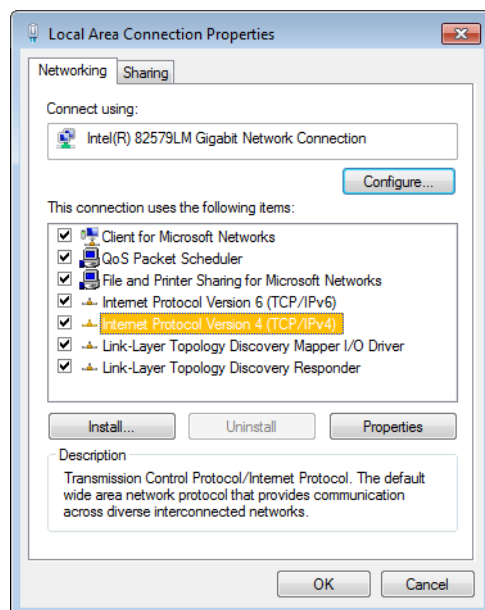 Local Area Connection Properties
Networking Sharing
Connect using:
Intel(R) 82579LM Gigabit Network Connection
Configure...
This connection uses the following items:
Client for Microsoft Networks
QoS Packet Scheduler
File and Printer Sharing for Microsoft Networks
Internet Protocol Version 6 (TCP/IPv6)
Internet Protocol Version 4 (TCP/IPv4)
Link-Layer Topology Discovery Mapper I/O Driver
Link-Layer Topology Discovery Responder
Install... Uninstall Properties
Description
Transmission Control Protocol/Internet Protocol. The default
wide area network protocol that provides communication
across diverse interconnected networks.
OK Cancel